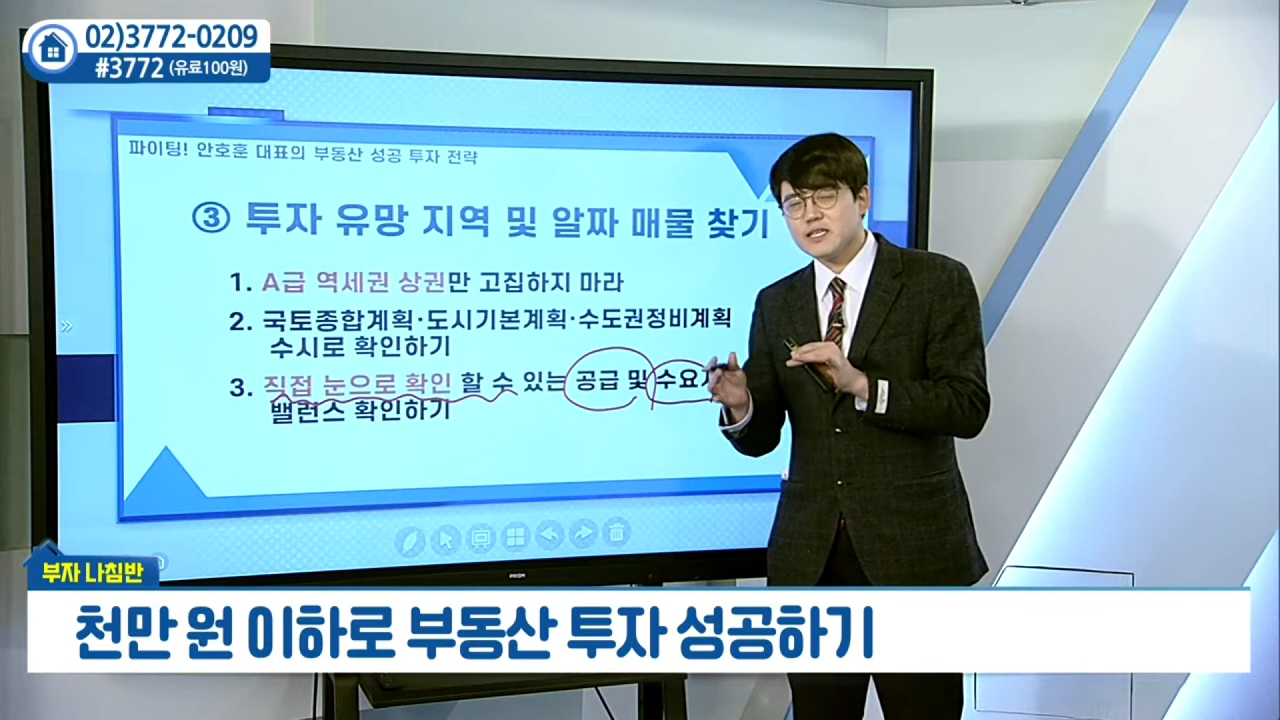 02)3772-0209
#3772 (유료100원)
파이팅! 안호훈 대표의 부동산 성공 투자 전략
③ 투자 유망 지역 및 알짜 매물 찾기
1. A급 역세권 상권만 고집하지 마라
2. 국토종합계획·도시기본계획·수도권정비계획
수시로 확인하기
3. 직접 눈으로 확인 할 수 있는 공급 및 수요
밸런스 확인하기
PRISM
부자 나침반
천만 원 이하로 부동산 투자 성공하기